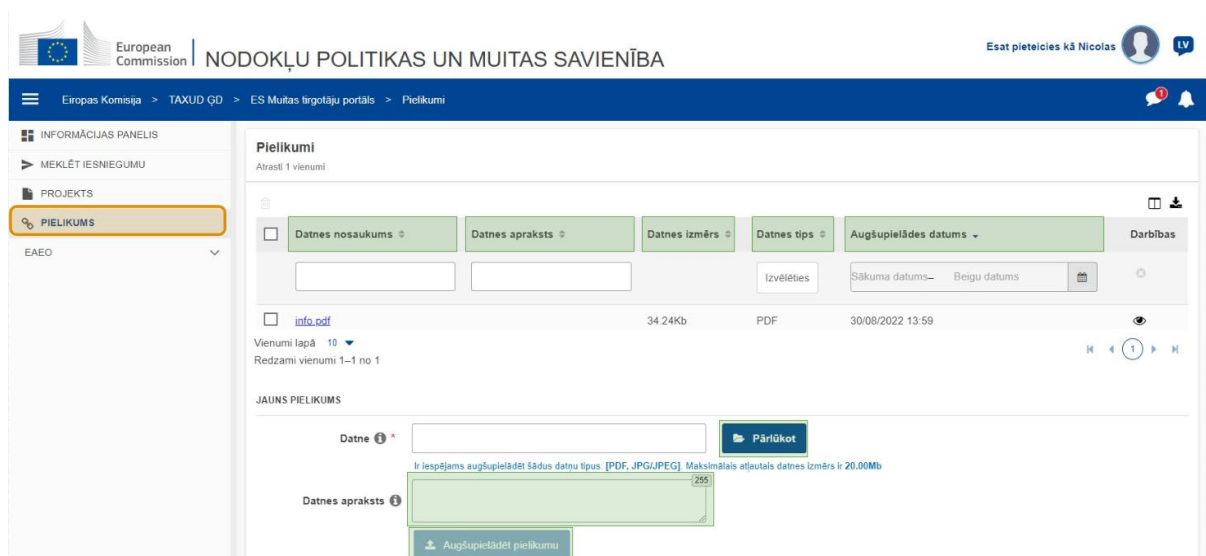 European
Commission
NODOKĻU POLITIKAS UN MUITAS SAVIENĪBA
Esat pieteicies kā Nicolas
LV
Eiropas Komisija > TAXUD ĢD > ES Muitas tirgotāju portāls > Pielikumi
1
INFORMĀCIJAS PANELIS
MEKLĒT IESNIEGUMU
PROJEKTS
PIELIKUMS
EAEO
Pielikumi
Atrasti 1 vienumi
Datnes nosaukums Datnes apraksts Datnes izmērs Datnes tips Augšupielādes datums Darbības
Izvēlēties Sākuma datums– Beigu datums
info.pdf 34.24Kb PDF 30/08/2022 13:59
Vienumi lapā 10
1
Redzami vienumi 1–1 no 1
JAUNS PIELIKUMS
Datne * Pārlūkot
Ir iespējams augšupielādēt šādus datņu tipus: [PDF, JPG/JPEG]. Maksimālais atļautais datnes izmērs ir 20.00Mb
255
Datnes apraksts
Augšupielādēt pielikumu